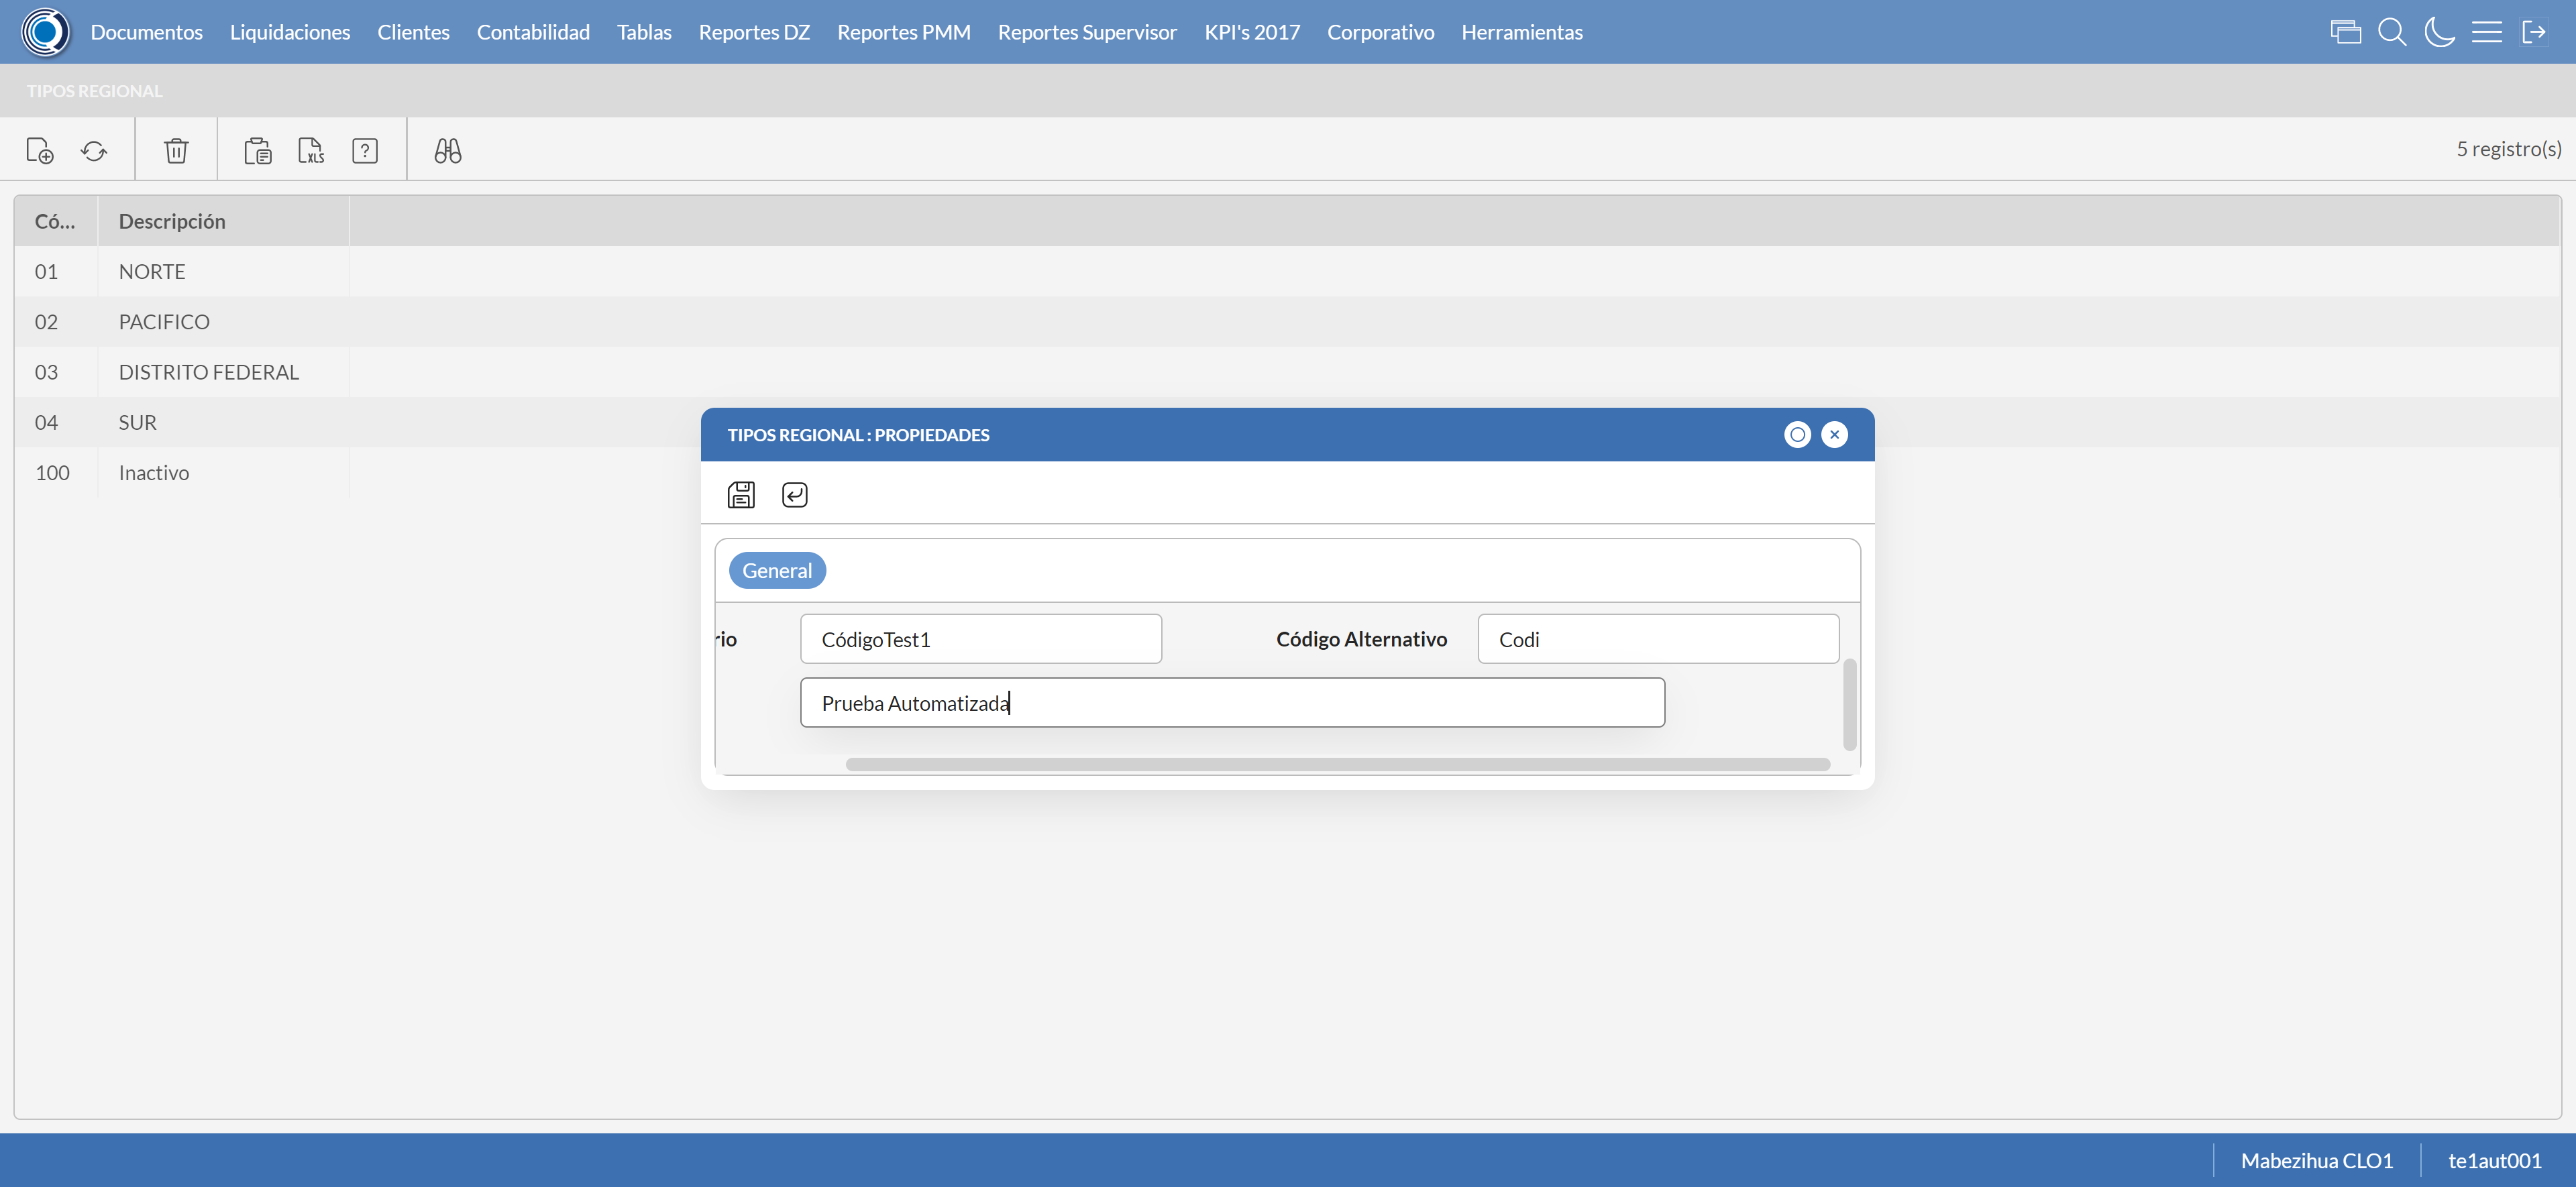 Documentos Liquidaciones Clientes Contabilidad Tablas Reportes DZ Reportes PMM Reportes Supervisor KPI's 2017 Corporativo Herramientas
TIPOS REGIONAL
XLS ? 5 registro(s)
Có... Descripción
01 NORTE
02 PACIFICO
03 DISTRITO FEDERAL
04 SUR
100 Inactivo
TIPOS REGIONAL : PROPIEDADES
General
rio CódigoTest1 Código Alternativo Codi
Prueba Automatizada
Mabezihua CLO1 te1aut001